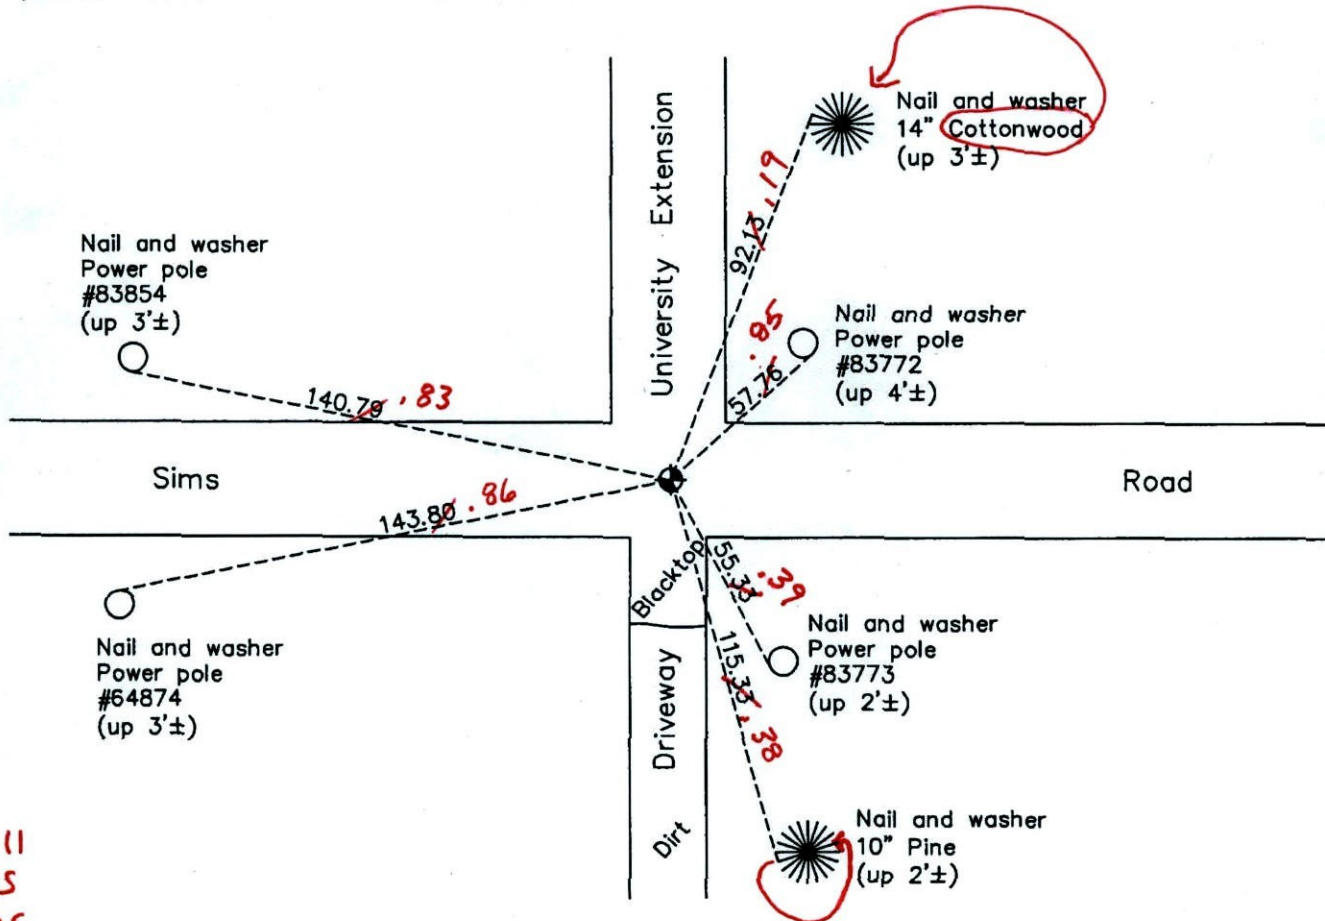 Nail and washer
14" Cottonwood
(up 3'±)
University Extension
92.13 .19
Nail and washer
Power pole
#83854
(up 3'±)
Nail and washer
Power pole
#83772
(up 4'±)
57.76 .85
140.79 .83
Sims
Road
143.80 .86
Blacktop
55.33 .39
Nail and washer
Power pole
#83773
(up 2'±)
Nail and washer
Power pole
#64874
(up 3'±)
115.33 .38
Driveway
Dirt
Nail and washer
10" Pine
(up 2'±)